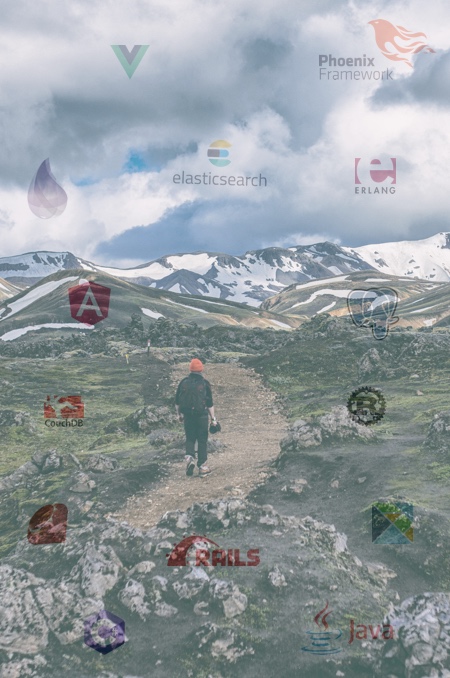 Phoenix
Framework
elasticsearch
ERLANG
A
CouchDB
R
RAILS
Java